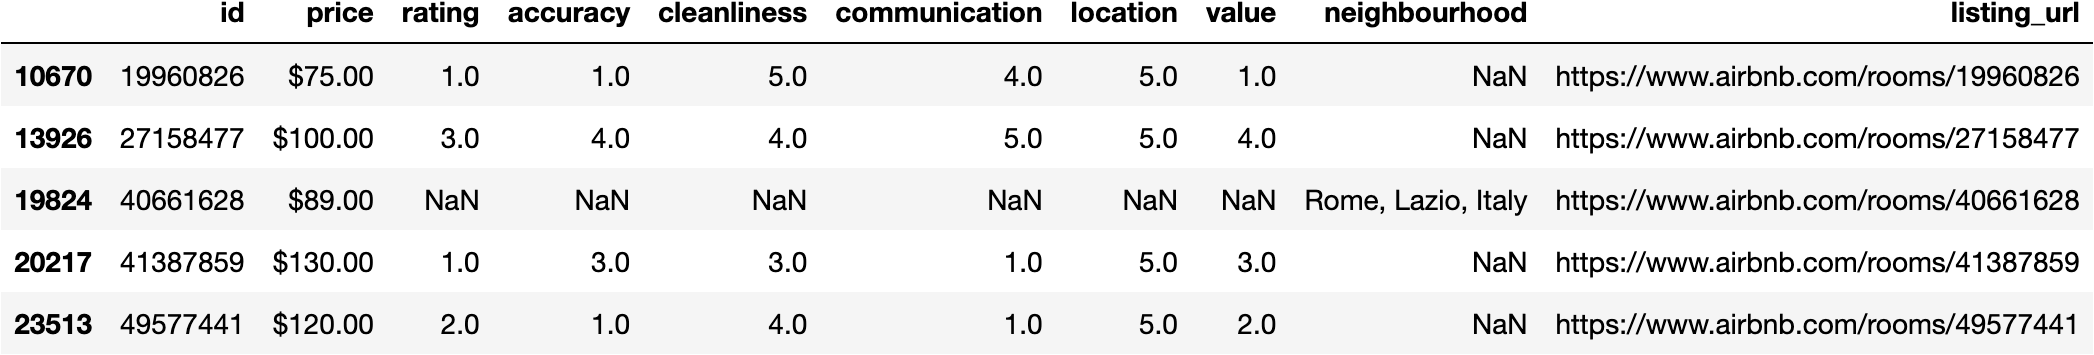 id price rating accuracy cleanliness communication location value neighbourhood listing_url
10670 19960826 $75.00 1.0 1.0 5.0 4.0 5.0 1.0 NaN https://www.airbnb.com/rooms/19960826
13926 27158477 $100.00 3.0 4.0 4.0 5.0 5.0 4.0 NaN https://www.airbnb.com/rooms/27158477
19824 40661628 $89.00 NaN NaN NaN NaN NaN NaN Rome, Lazio, Italy https://www.airbnb.com/rooms/40661628
20217 41387859 $130.00 1.0 3.0 3.0 1.0 5.0 3.0 NaN https://www.airbnb.com/rooms/41387859
23513 49577441 $120.00 2.0 1.0 4.0 1.0 5.0 2.0 NaN https://www.airbnb.com/rooms/49577441